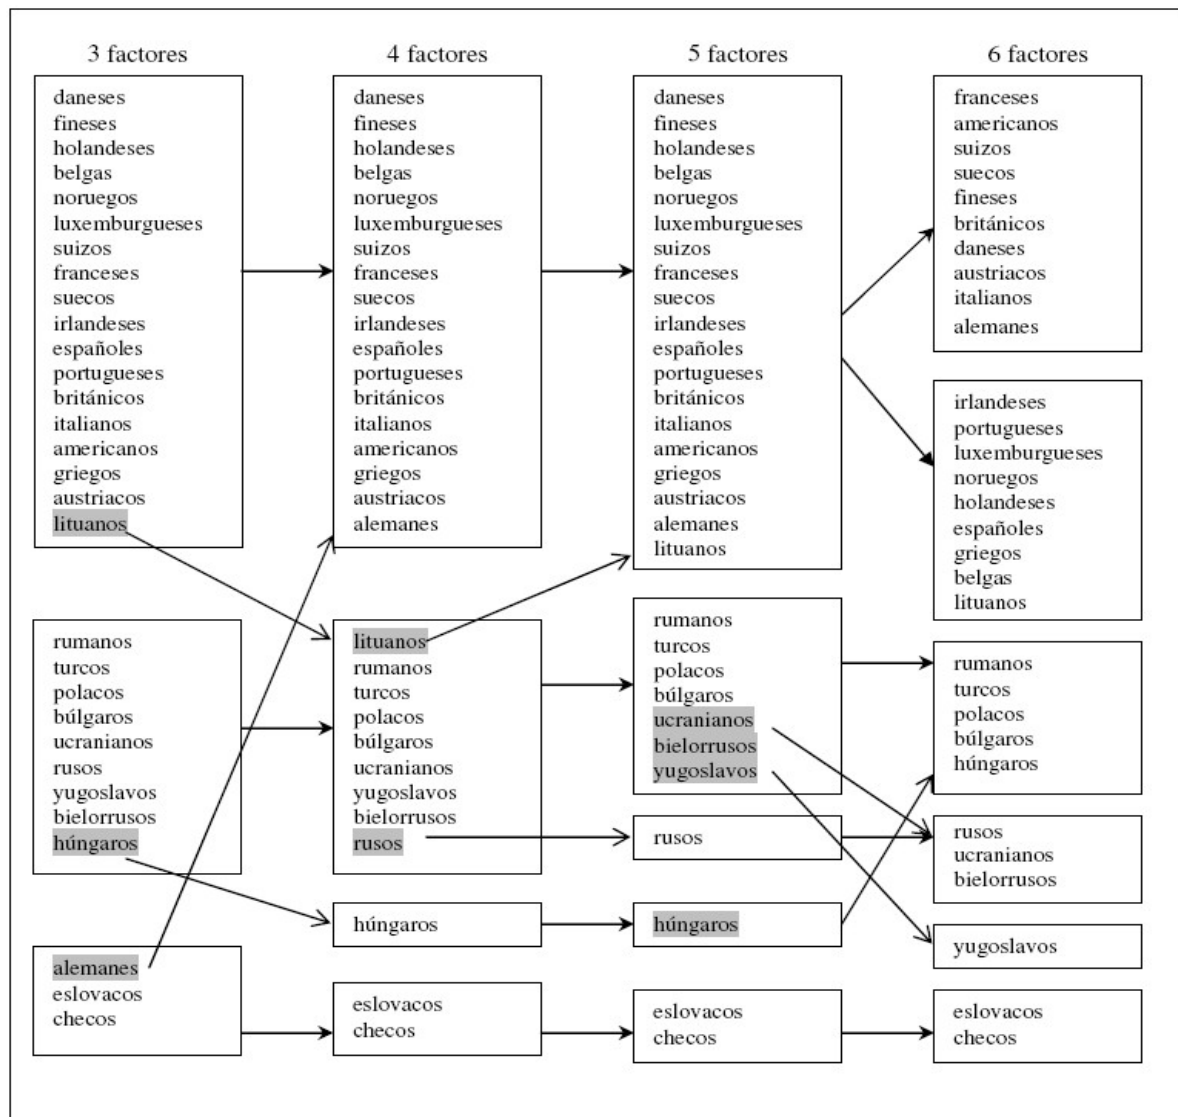 3 factores
daneses
fineses
holandeses
belgas
noruegos
luxemburgueses
suizos
franceses
suecos
irlandeses
españoles
portugueses
británicos
italianos
americanos
griegos
austriacos
lituanos
rumanos
turcos
polacos
búlgaros
ucranianos
rusos
yugoslavos
bielorrusos
húngaros
alemanes
eslovacos
checos
4 factores
daneses
fineses
holandeses
belgas
noruegos
luxemburgueses
suizos
franceses
suecos
irlandeses
españoles
portugueses
británicos
italianos
americanos
griegos
austriacos
alemanes
lituanos
rumanos
turcos
polacos
búlgaros
ucranianos
yugoslavos
bielorrusos
rusos
húngaros
eslovacos
checos
5 factores
daneses
fineses
holandeses
belgas
noruegos
luxemburgueses
suizos
franceses
suecos
irlandeses
españoles
portugueses
británicos
italianos
americanos
griegos
austriacos
alemanes
lituanos
rumanos
turcos
polacos
búlgaros
ucranianos
bielorrusos
yugoslavos
rusos
húngaros
eslovacos
checos
6 factores
franceses
americanos
suizos
suecos
fineses
británicos
daneses
austriacos
italianos
alemanes
irlandeses
portugueses
luxemburgueses
noruegos
holandeses
españoles
griegos
belgas
lituanos
rumanos
turcos
polacos
búlgaros
húngaros
rusos
ucranianos
bielorrusos
yugoslavos
eslovacos
checos